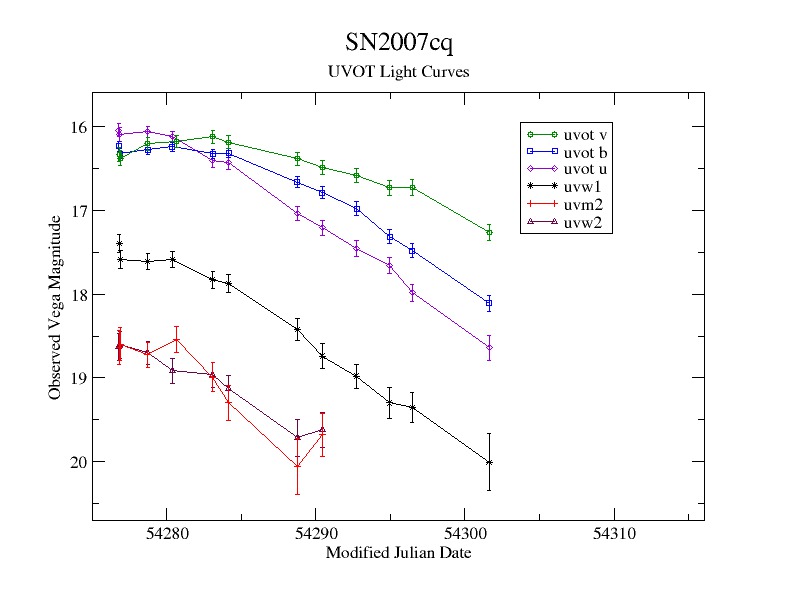 SN2007cq
UVOT Light Curves
Observed Vega Magnitude
16
17
18
19
20
uvot v
uvot b
uvot u
uvw1
uvm2
uvw2
54280
54290
54300
54310
Modified Julian Date